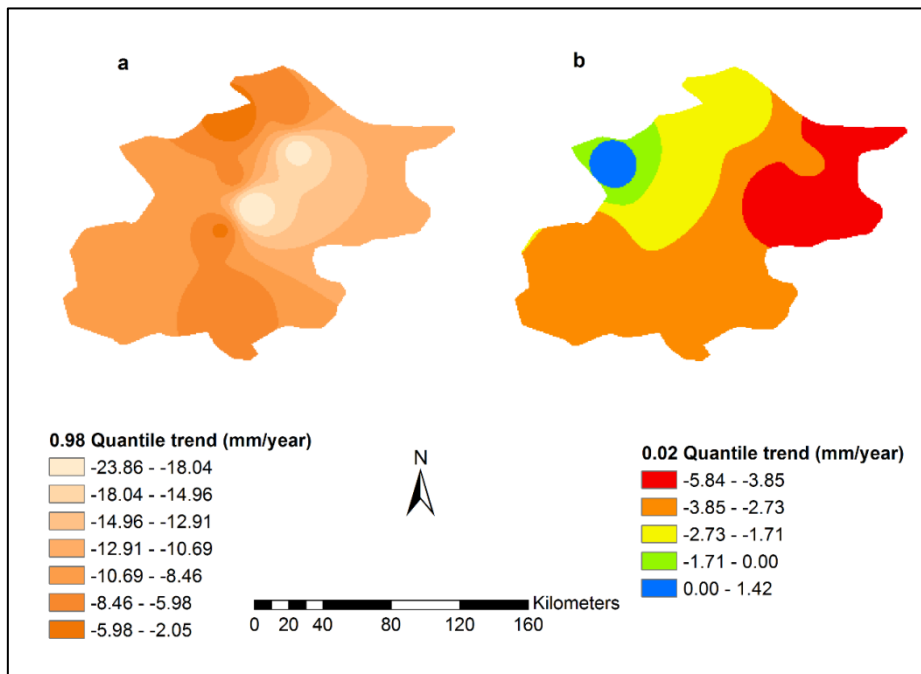 a
b
0.98 Quantile trend (mm/year)
-23.86 - -18.04
-18.04 - -14.96
-14.96 - -12.91
-12.91 - -10.69
-10.69 - -8.46
-8.46 - -5.98
-5.98 - -2.05
N
Kilometers
0 20 40 80 120 160
0.02 Quantile trend (mm/year)
-5.84 - -3.85
-3.85 - -2.73
-2.73 - -1.71
-1.71 - 0.00
0.00 - 1.42